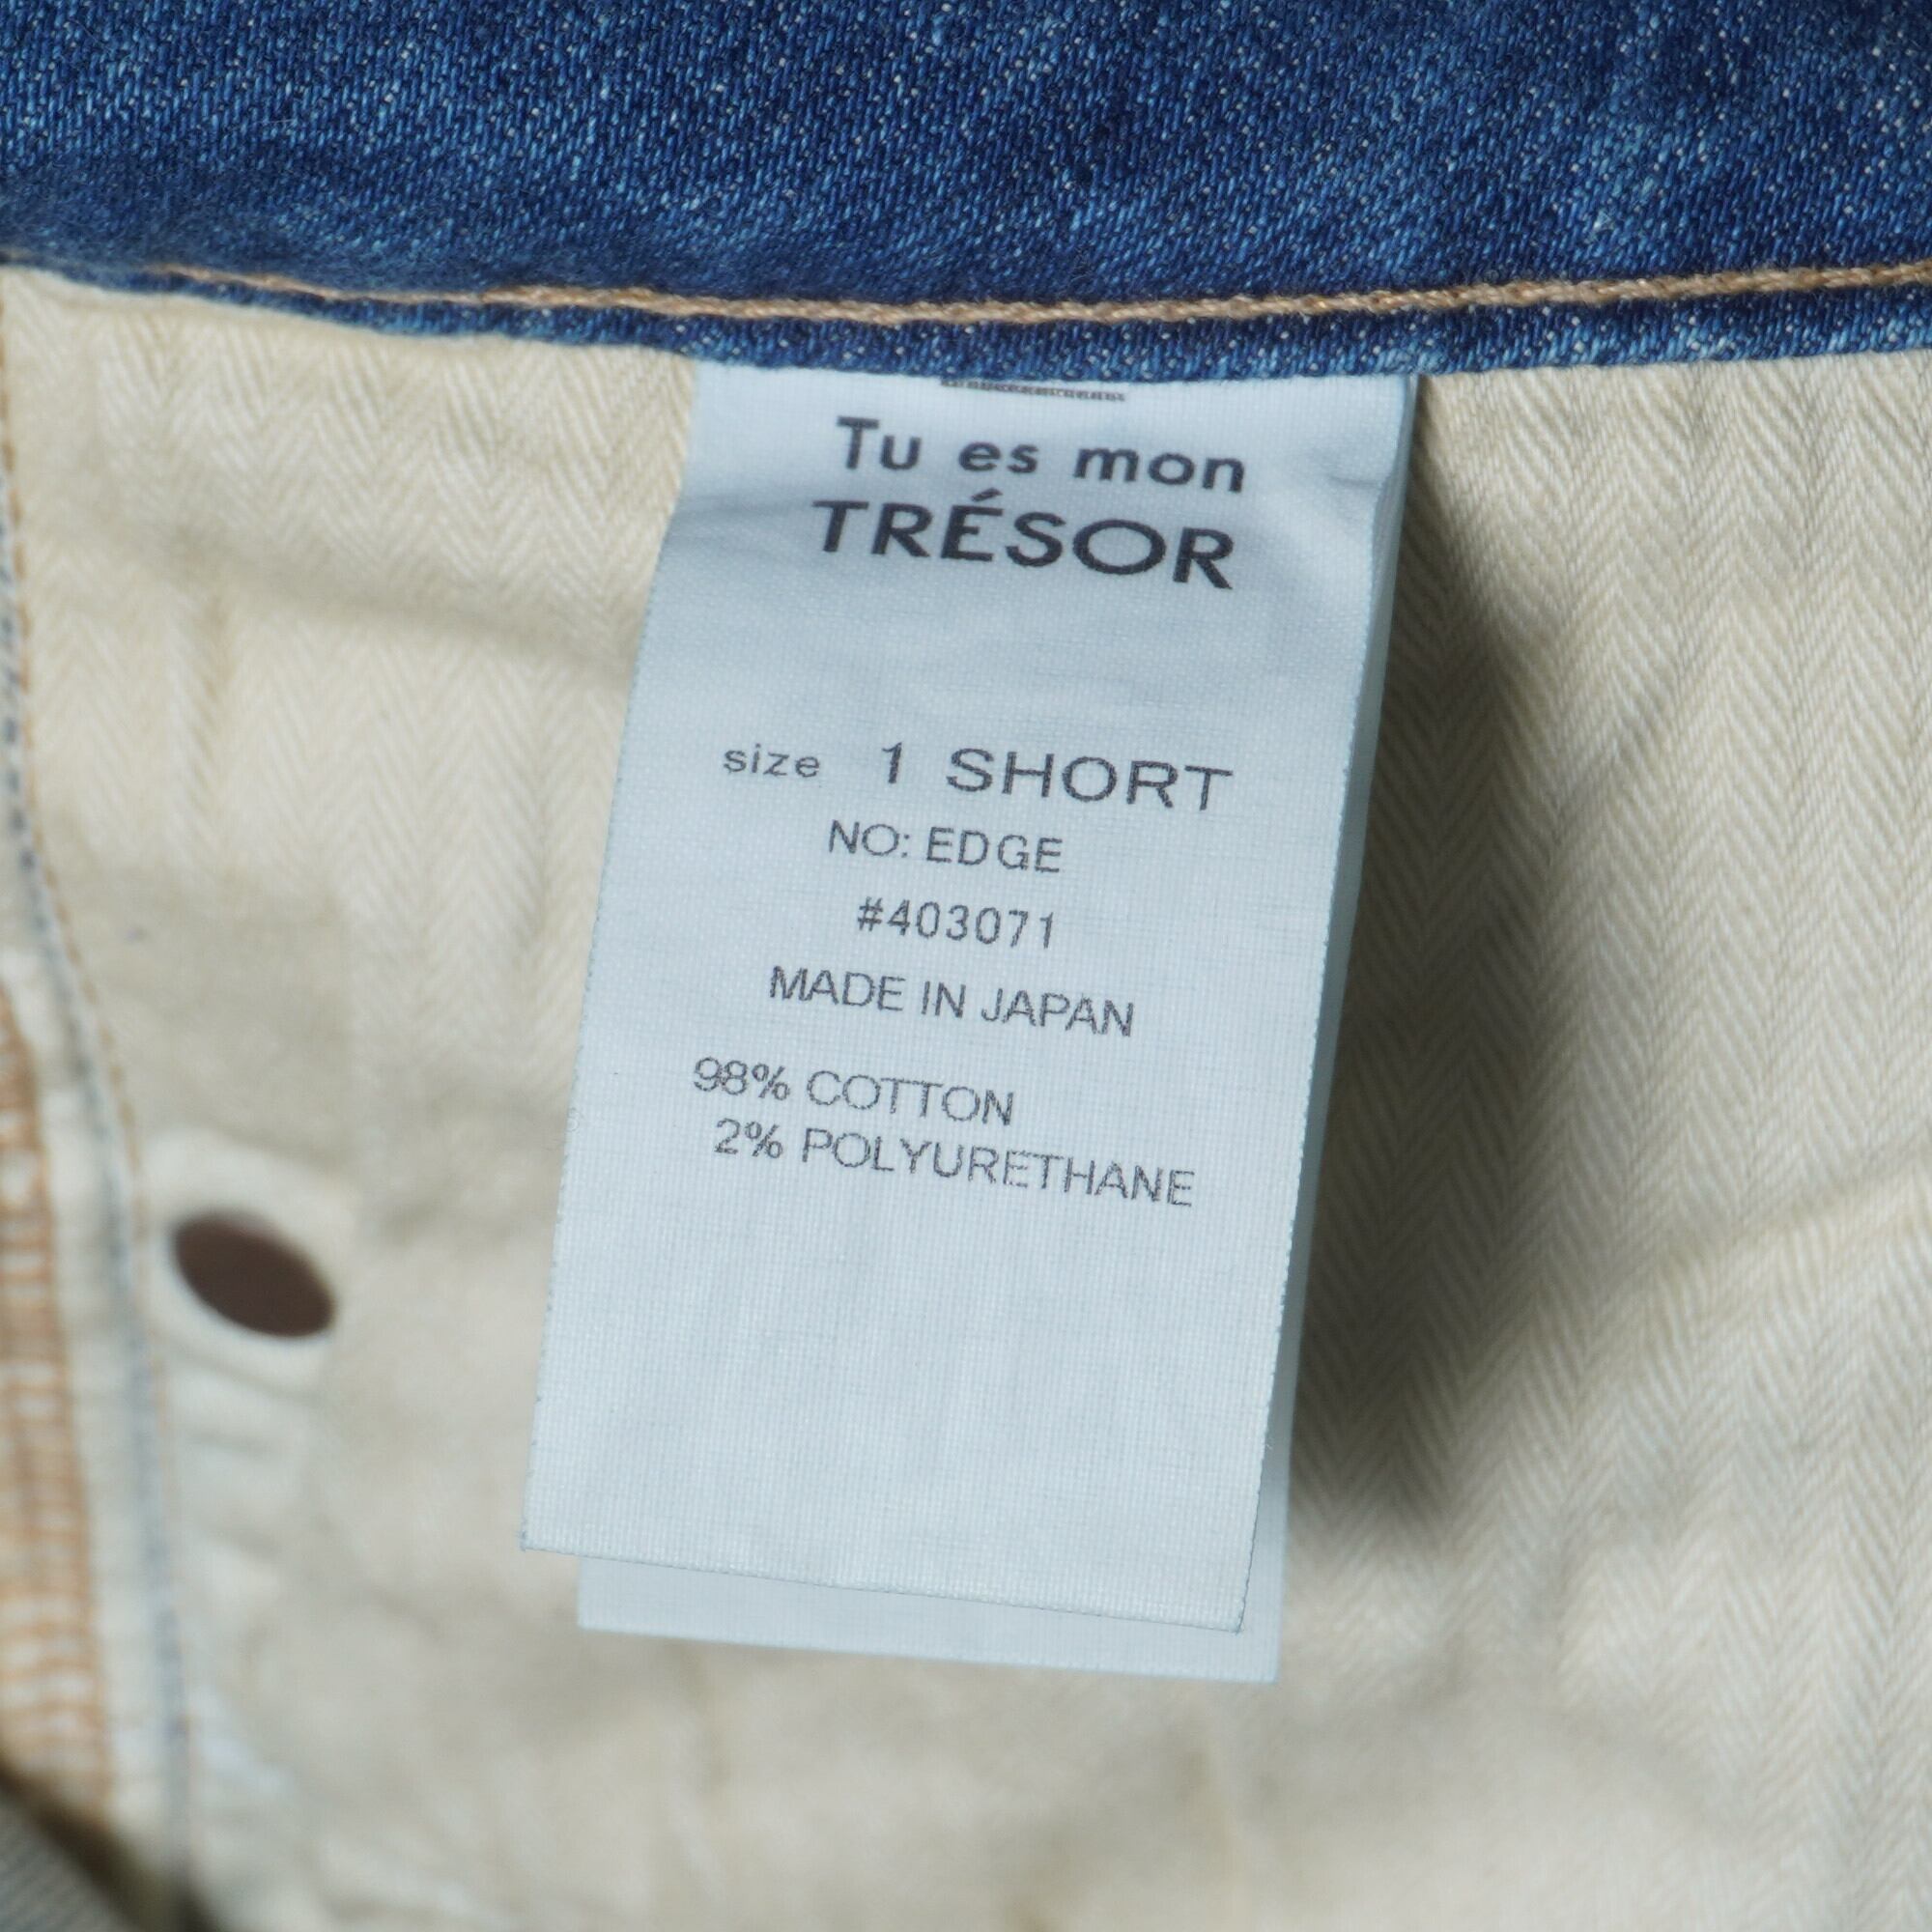 Tu es mon
TRÉSOR
size 1 SHORT
NO: EDGE
#403071
MADE IN JAPAN
98% COTTON
2% POLYURETHANE